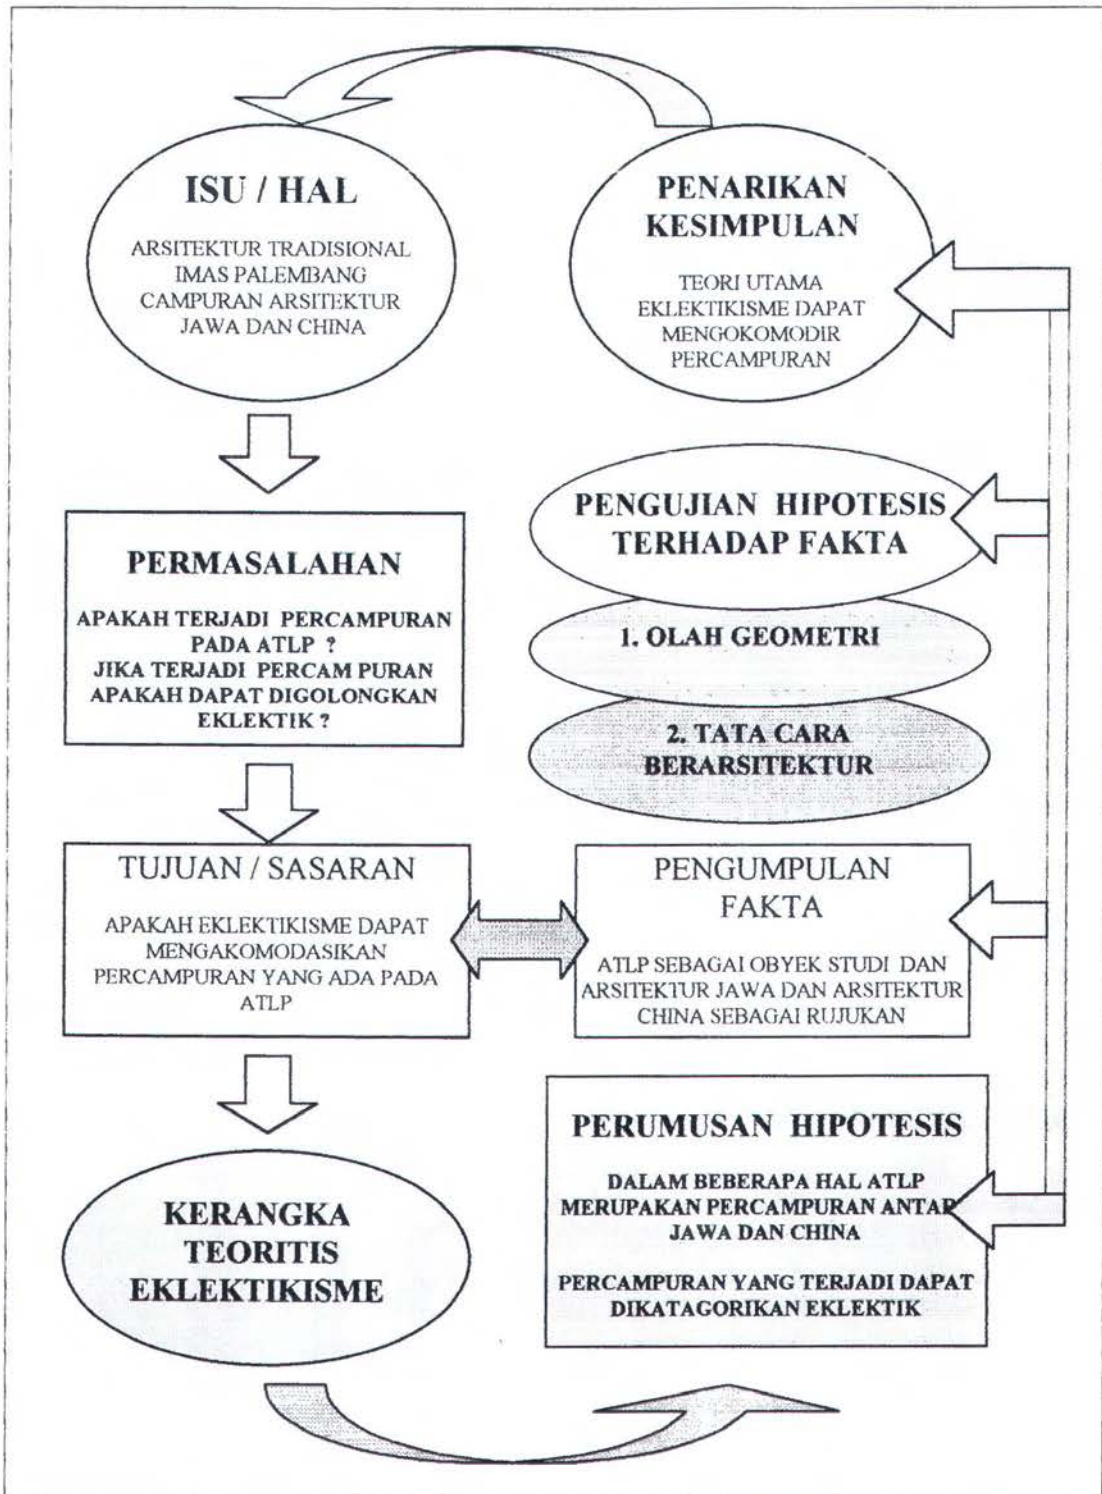 ISU / HAL
ARSITEKTUR TRADISIONAL
IMAS PALEMBANG
CAMPURAN ARSITEKTUR
JAWA DAN CHINA
PERMASALAHAN
APAKAH TERJADI PERCAMPURAN
PADA ATLP ?
JIKA TERJADI PERCAM PURAN
APAKAH DAPAT DIGOLONGKAN
EKLEKTIK ?
TUJUAN / SASARAN
APAKAH EKLEKTIKISME DAPAT
MENGAKOMODASIKAN
PERCAMPURAN YANG ADA PADA
ATLP
KERANGKA
TEORITIS
EKLEKTIKISME
PENARIKAN
KESIMPULAN
TEORI UTAMA
EKLEKTIKISME DAPAT
MENGOKOMODIR
PERCAMPURAN
PENGUJIAN HIPOTESIS
TERHADAP FAKTA
1. OLAH GEOMETRI
2. TATA CARA
BERARSITEKTUR
PENGUMPULAN
FAKTA
ATLP SEBAGAI OBYEK STUDI DAN
ARSITEKTUR JAWA DAN ARSITEKTUR
CHINA SEBAGAI RUJUKAN
PERUMUSAN HIPOTESIS
DALAM BEBERAPA HAL ATLP
MERUPAKAN PERCAMPURAN ANTAR
JAWA DAN CHINA
PERCAMPURAN YANG TERJADI DAPAT
DIKATAGORIKAN EKLEKTIK